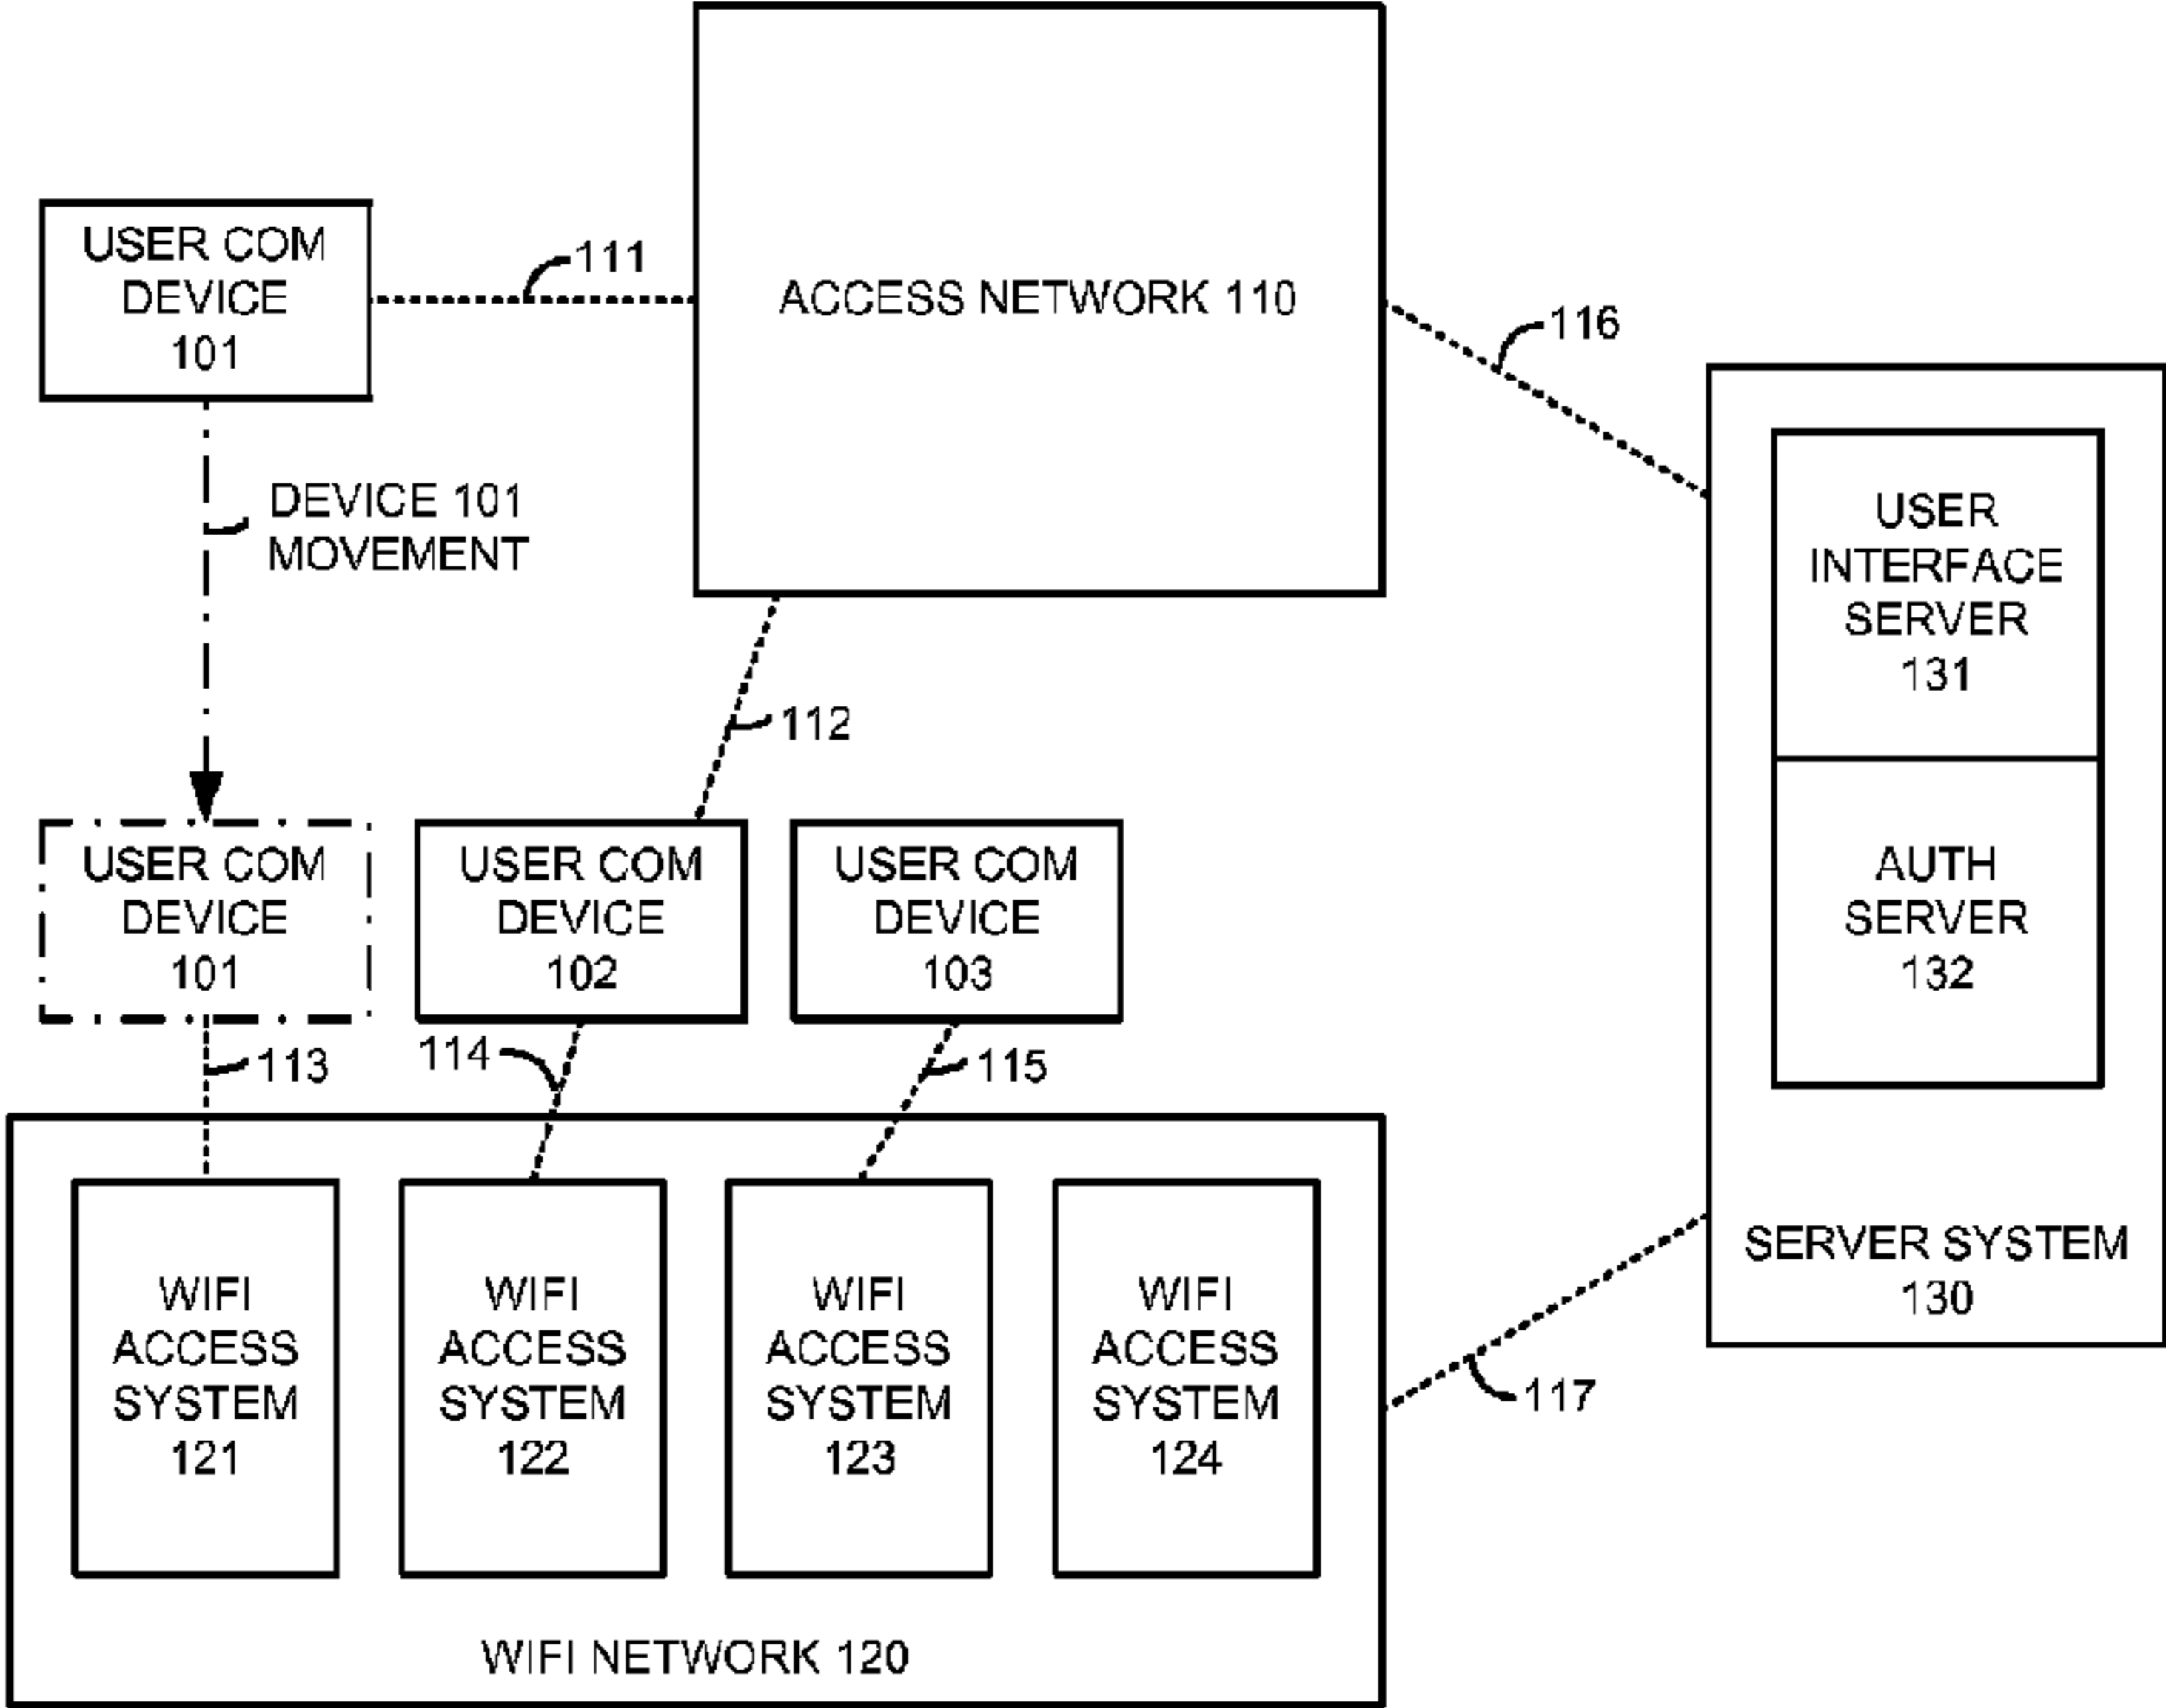 USER COM
DEVICE
101
111
ACCESS NETWORK 110
116
DEVICE 101
MOVEMENT
112
USER
INTERFACE
SERVER
131
AUTH
SERVER
132
SERVER SYSTEM
130
USER COM
DEVICE
101
USER COM
DEVICE
102
USER COM
DEVICE
103
113
114
115
117
WIFI
ACCESS
SYSTEM
121
WIFI
ACCESS
SYSTEM
122
WIFI
ACCESS
SYSTEM
123
WIFI
ACCESS
SYSTEM
124
WIFI NETWORK 120